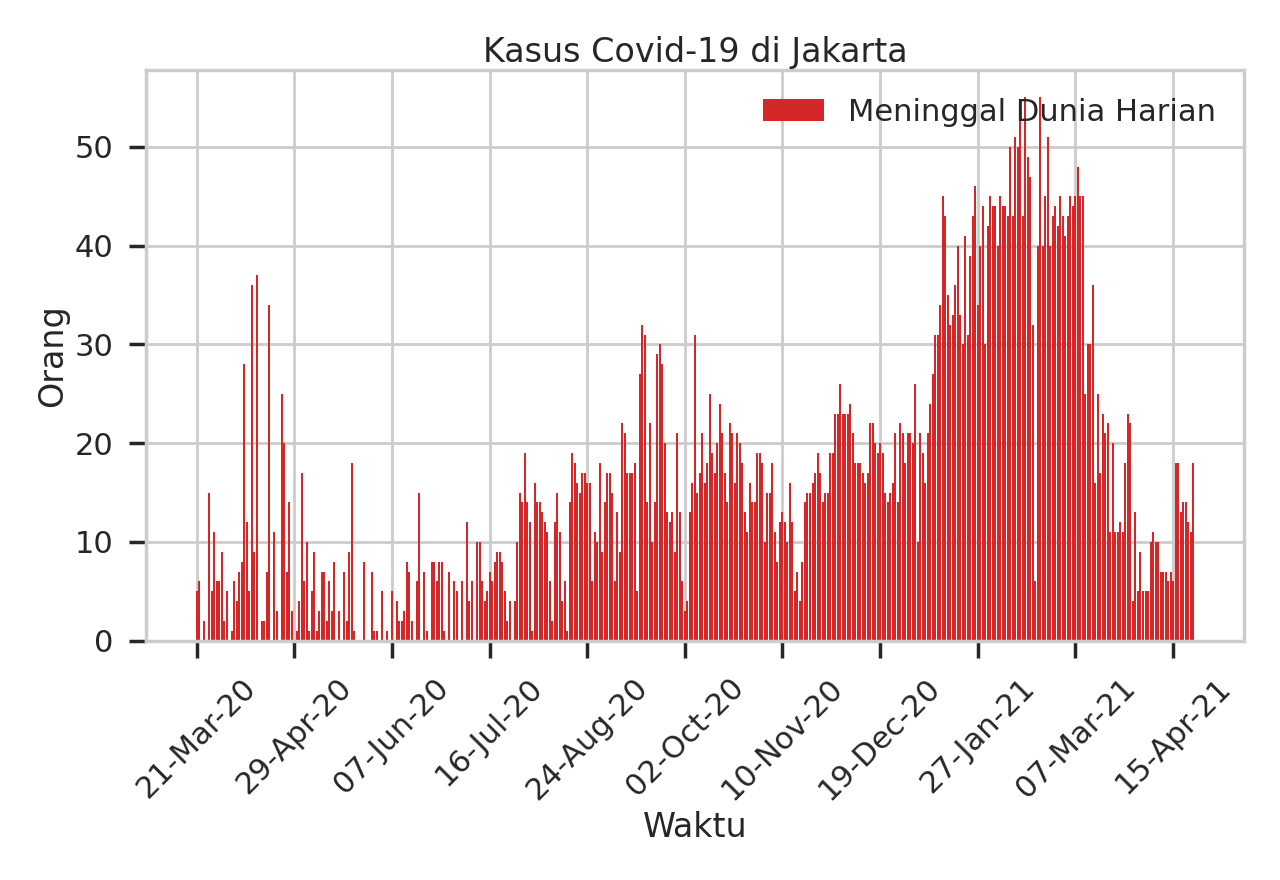 Kasus Covid-19 di Jakarta
Meninggal Dunia Harian
50
40
30
20
10
0
Orang
21-Mar-20
29-Apr-20
07-Jun-20
16-Jul-20
24-Aug-20
02-Oct-20
10-Nov-20
19-Dec-20
27-Jan-21
07-Mar-21
15-Apr-21
Waktu